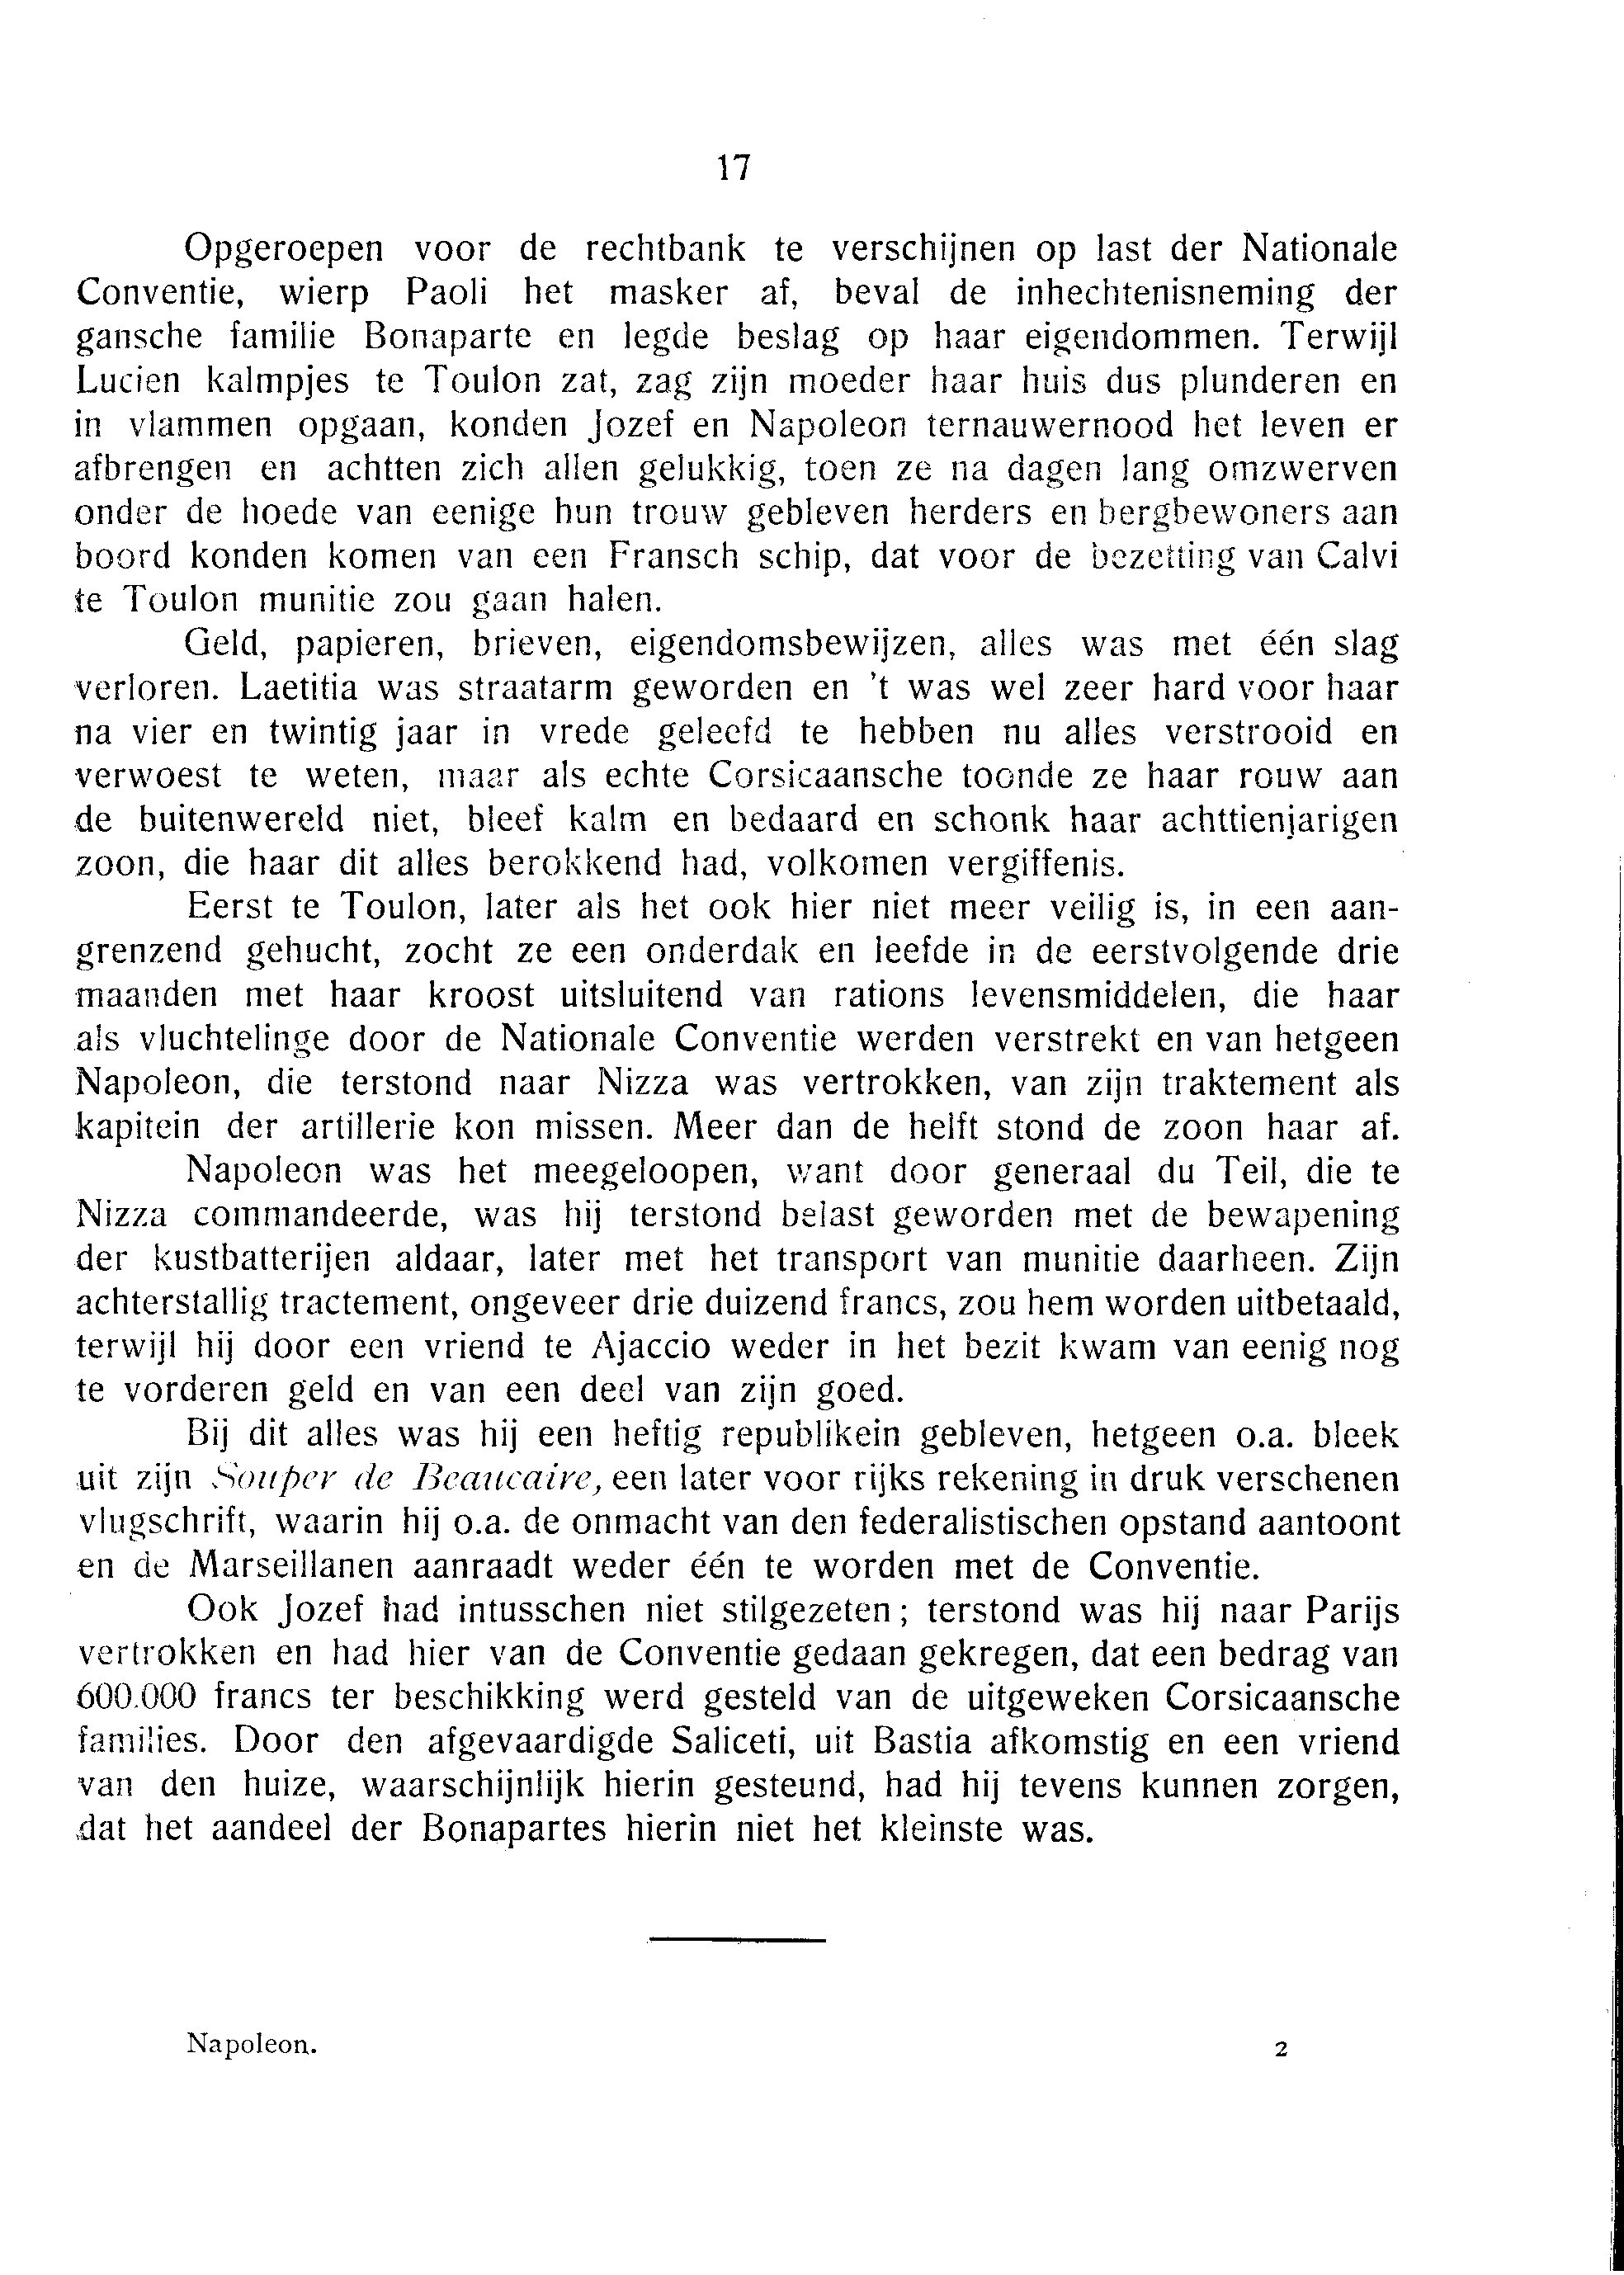 17
Opgeroepen voor de rechtbank te verschijnen op last der Nationale
Conventie, wierp Paoli het masker af, beval de inhechtenisneming der
gansche familie Bonaparte en legde beslag op haar eigendommen. Terwijl
Lucien kalmpjes te Toulon zat, zag zijn moeder haar huis dus plunderen en
in vlammen opgaan, konden Jozef en Napoleon ternauwernood het leven er
afbrengen en achtten zich allen gelukkig, toen ze na dagen lang omzwerven
onder de hoede van eenige hun trouw gebleven herders en bergbewoners aan
boord konden komen van een Fransch schip, dat voor de bezetting van Calvi
te Toulon munitie zou gaan halen.
Geld, papieren, brieven, eigendomsbewijzen, alles was met één slag
verloren. Laetitia was straatarm geworden en 't was wel zeer hard voor haar
na vier en twintig jaar in vrede geleefd te hebben nu alles verstrooid en
verwoest te weten, maar als echte Corsicaansche toonde ze haar rouw aan
de buitenwereld niet, bleef kalm en bedaard en schonk haar achttienjarigen
zoon, die haar dit alles berokkend had, volkomen vergiffenis.
Eerst te Toulon, later als het ook hier niet meer veilig is, in een aan-
grenzend gehucht, zocht ze een onderdak en leefde in de eerstvolgende drie
maanden met haar kroost uitsluitend van rations levensmiddelen, die haar
als vluchtelinge door de Nationale Conventie werden verstrekt en van hetgeen
Napoleon, die terstond naar Nizza was vertrokken, van zijn traktement als
kapitein der artillerie kon missen. Meer dan de helft stond de zoon haar af.
Napoleon was het meegeloopen, want door generaal du Teil, die te
Nizza commandeerde, was hij terstond belast geworden met de bewapening
der kustbatterijen aldaar, later met het transport van munitie daarheen. Zijn
achterstallig tractement, ongeveer drie duizend francs, zou hem worden uitbetaald,
terwijl hij door een vriend te Ajaccio weder in het bezit kwam van eenig nog
te vorderen geld en van een deel van zijn goed.
Bij dit alles was hij een heftig republikein gebleven, hetgeen o.a. bleek
uit zijn Souper de Beaucaire, een later voor rijks rekening in druk verschenen
vlugschrift, waarin hij o.a. de onmacht van den federalistischen opstand aantoont
en de Marseillanen aanraadt weder één te worden met de Conventie.
Ook Jozef had intusschen niet stilgezeten; terstond was hij naar Parijs
vertrokken en had hier van de Conventie gedaan gekregen, dat een bedrag van
600.000 francs ter beschikking werd gesteld van de uitgeweken Corsicaansche
families. Door den afgevaardigde Saliceti, uit Bastia afkomstig en een vriend
van den huize, waarschijnlijk hierin gesteund, had hij tevens kunnen zorgen,
dat het aandeel der Bonapartes hierin niet het kleinste was.
Napoleon. 2